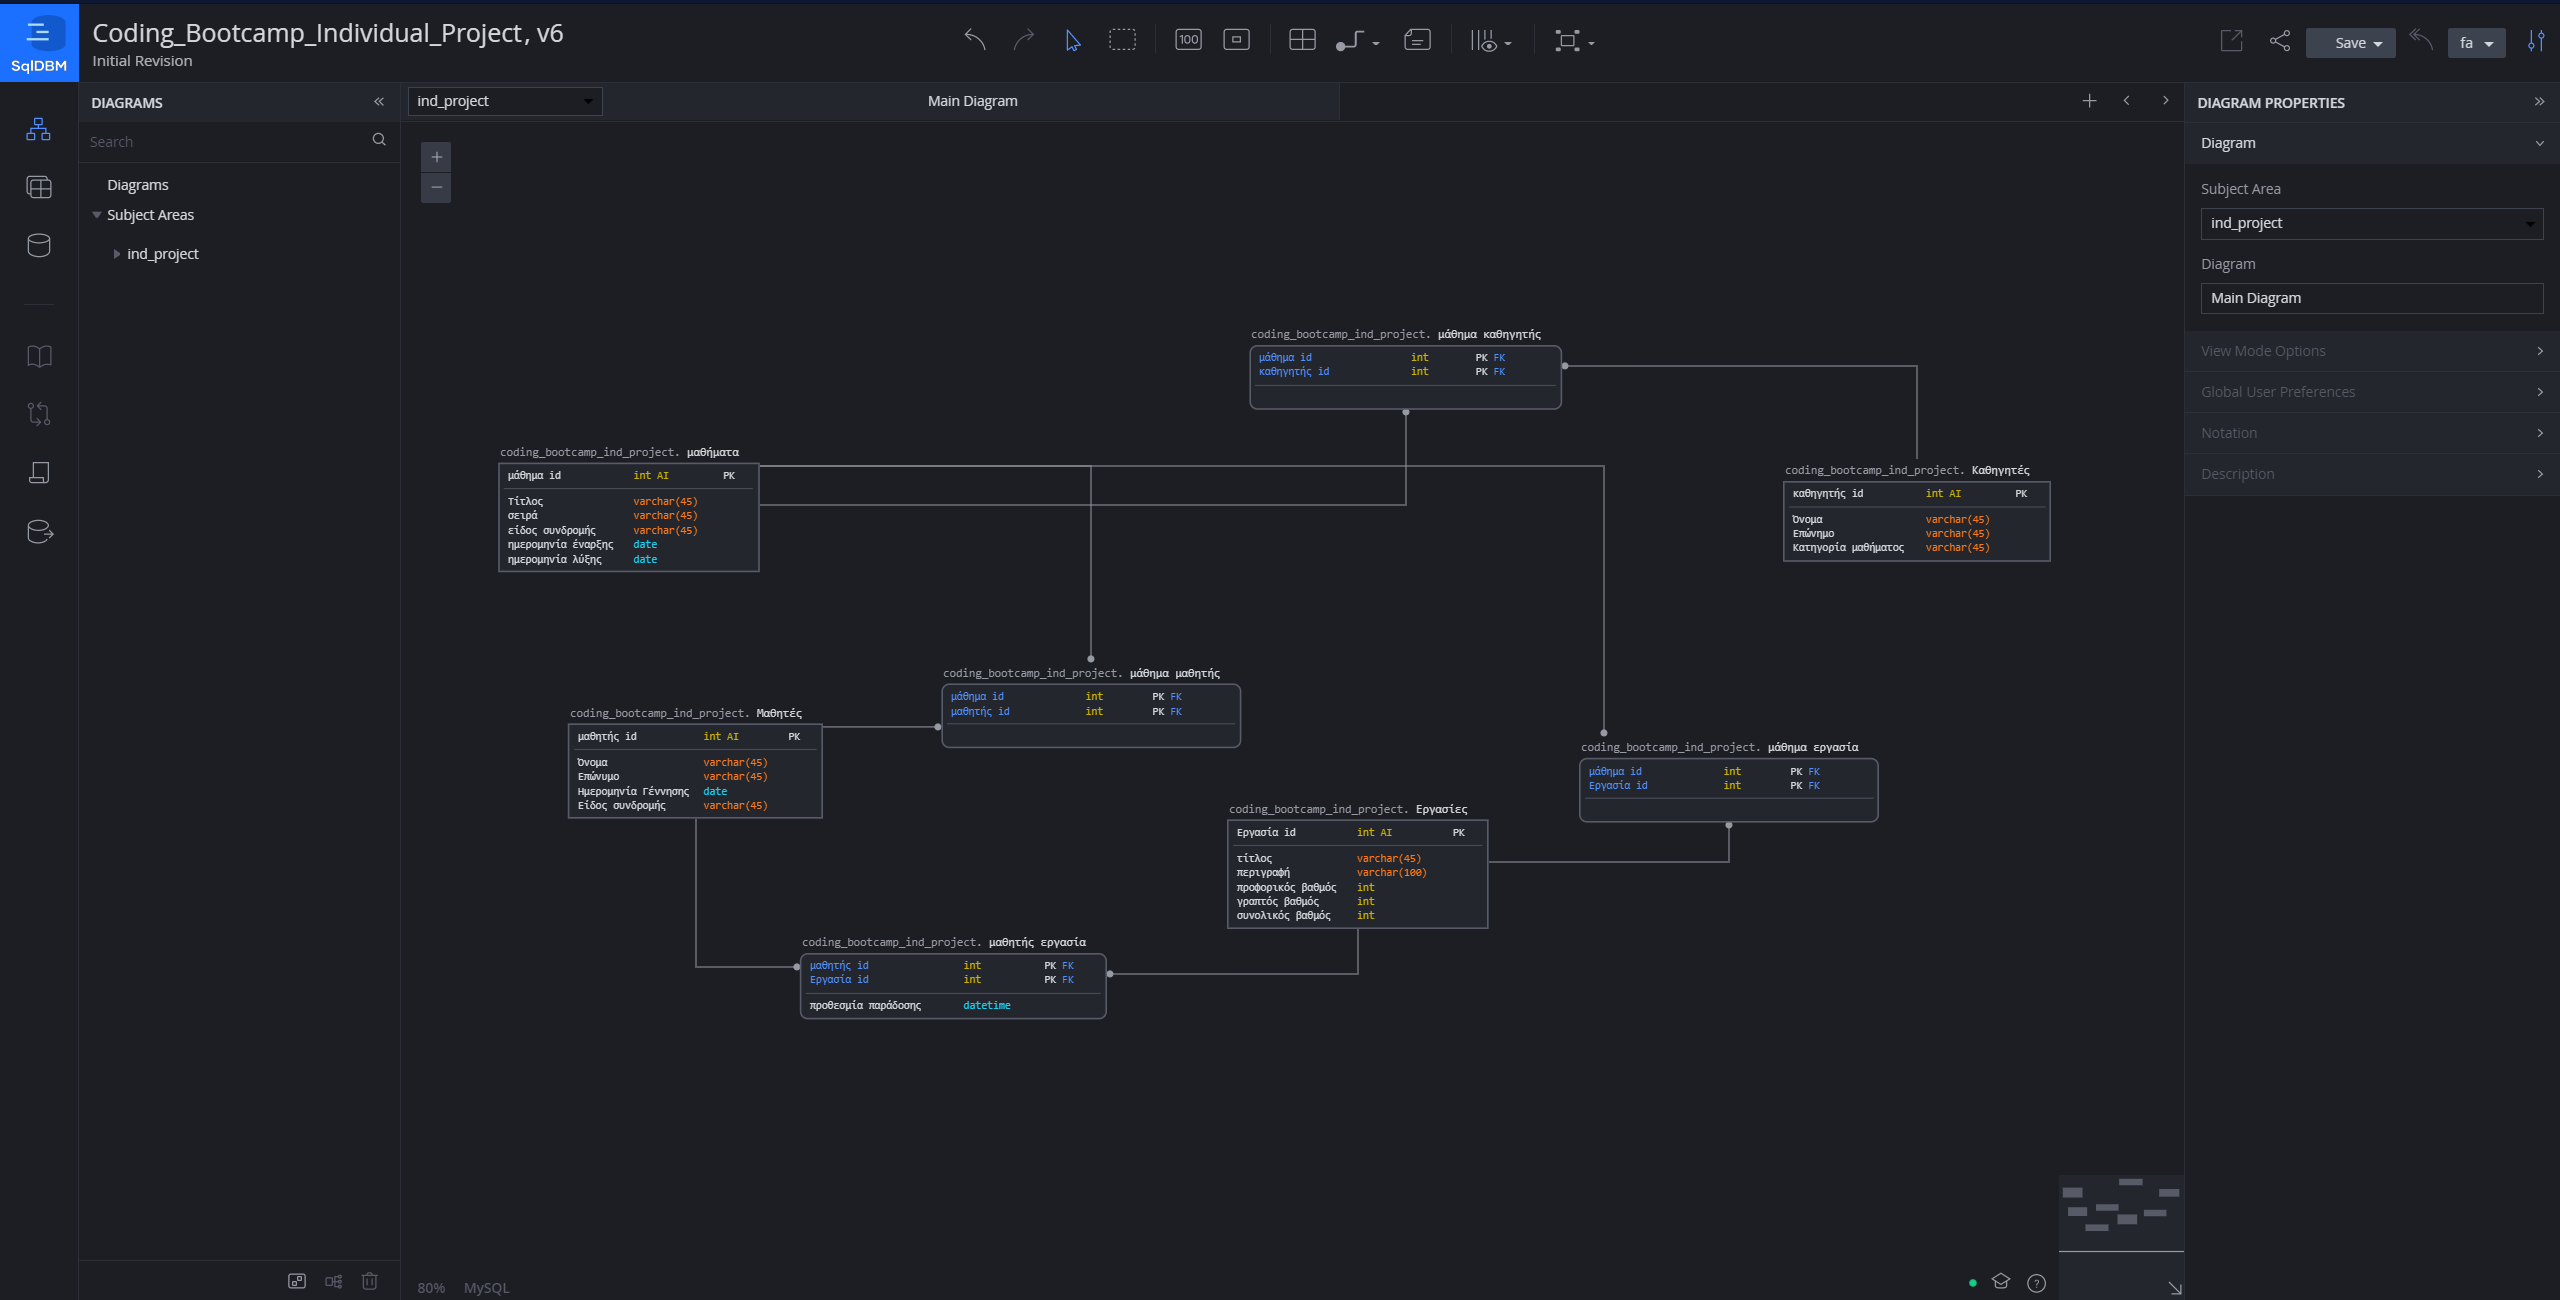 SqlDBM
Coding_Bootcamp_Individual_Project, v6
Initial Revision
100
Save
fa
DIAGRAMS
Search
Diagrams
Subject Areas
ind_project
ind_project
Main Diagram
coding_bootcamp_ind_project. μάθημα καθηγητής
μάθημα id int PK FK
καθηγητής id int PK FK
coding_bootcamp_ind_project. μαθήματα
μάθημα id int AI PK
Τίτλος varchar(45)
σειρά varchar(45)
είδος συνδρομής varchar(45)
ημερομηνία έναρξης date
ημερομηνία λύξης date
coding_bootcamp_ind_project. Καθηγητές
καθηγητής id int AI PK
Όνομα varchar(45)
Επώνημο varchar(45)
Κατηγορία μαθήματος varchar(45)
coding_bootcamp_ind_project. μάθημα μαθητής
μάθημα id int PK FK
μαθητής id int PK FK
coding_bootcamp_ind_project. Μαθητές
μαθητής id int AI PK
Όνομα varchar(45)
Επώνυμο varchar(45)
Ημερομηνία Γέννησης date
Είδος συνδρομής varchar(45)
coding_bootcamp_ind_project. μάθημα εργασία
μάθημα id int PK FK
Εργασία id int PK FK
coding_bootcamp_ind_project. Εργασίες
Εργασία id int AI PK
τίτλος varchar(45)
περιγραφή varchar(100)
προφορικός βαθμός int
γραπτός βαθμός int
συνολικός βαθμός int
coding_bootcamp_ind_project. μαθητής εργασία
μαθητής id int PK FK
Εργασία id int PK FK
προθεσμία παράδοσης datetime
80% MySQL
DIAGRAM PROPERTIES
Diagram
Subject Area
ind_project
Diagram
Main Diagram
View Mode Options
Global User Preferences
Notation
Description